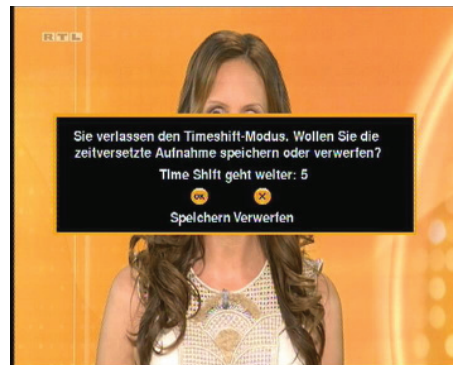 RTL
Sie verlassen den Timeshift-Modus. Wollen Sie die
zeitversetzte Aufnahme speichern oder verwerfen?
Time Shift geht weiter: 5
OK X
Speichern Verwerfen